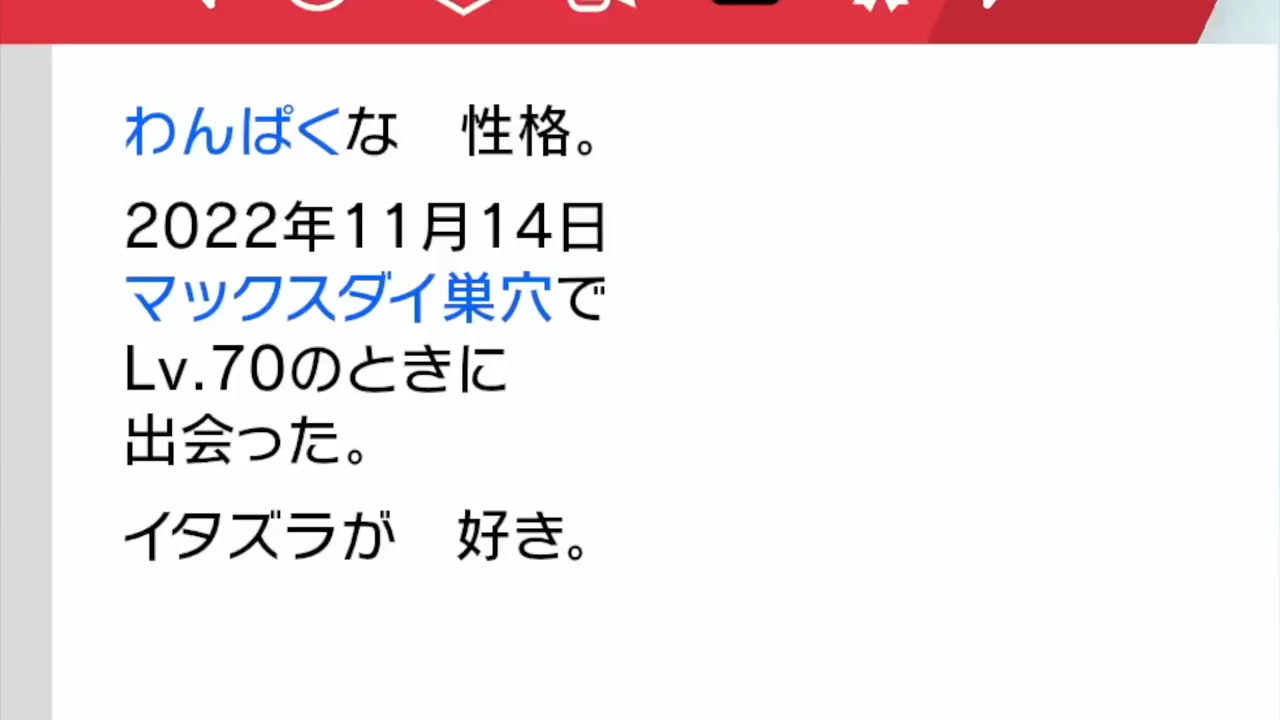 わんぱくな　性格。
2022年11月14日
マックスダイ巣穴で
Lv.70のときに
出会った。
イタズラが　好き。